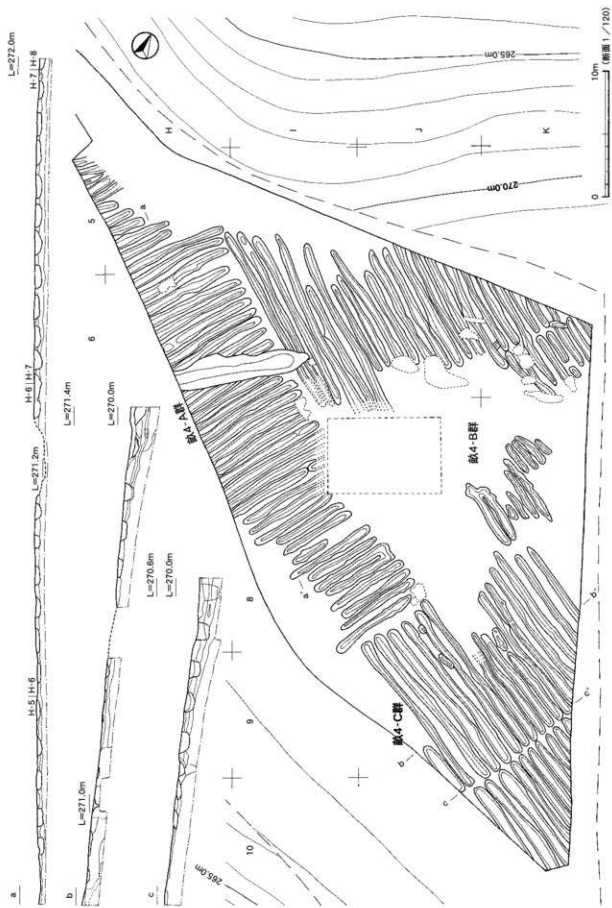 a
H-5 | H-6
L=271.2m
H-6 | H-7
H-7 | H-8
L=272.0m
b
L=271.0m
L=271.4m
L=270.0m
c
L=270.6m
L=270.0m
10
9
8
6
5
H
I
J
K
265.0m
265.0m
270.0m
畝4-A群
畝4-B群
畝4-C群
a
a'
d
c
d'
c'
0
10m
(断面1/120)